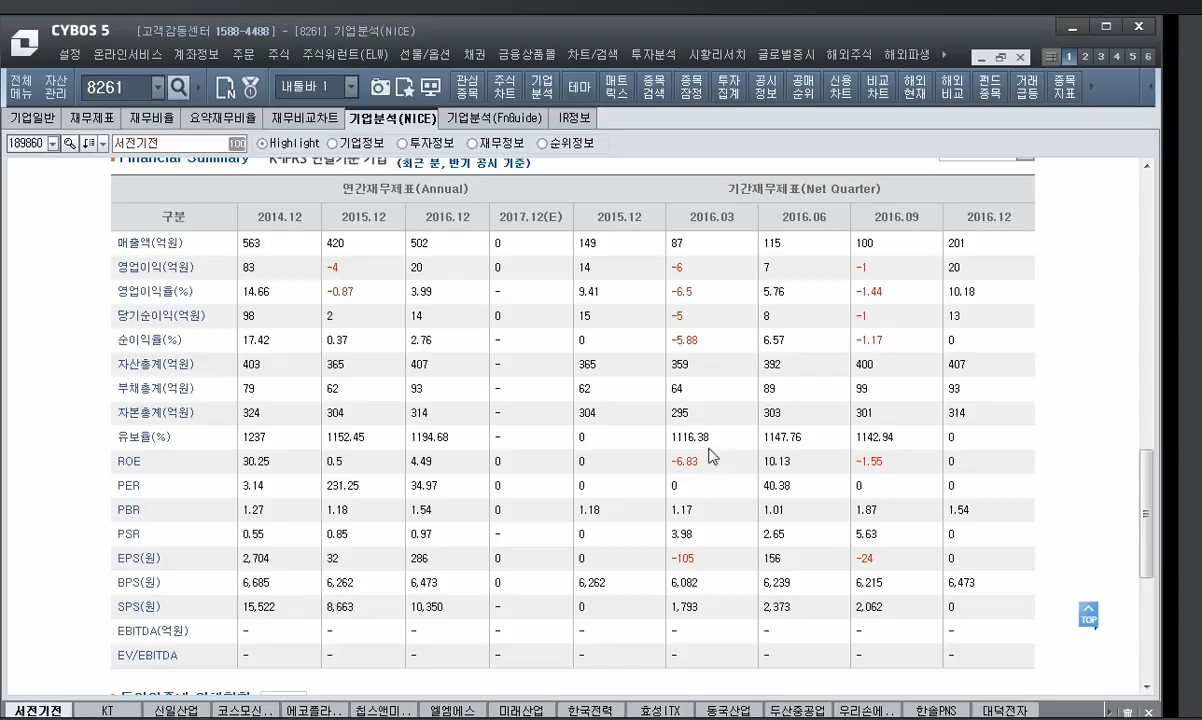 CYBOS 5 [고객감동센터 1588-4488] - [8261] 기업분석(NICE)
설정 온라인서비스 계좌정보 주문 주식 주식워런트(ELW) 선물/옵션 채권 금융상품몰 차트/검색 투자분석 시황리서치 글로벌증시 해외주식 해외파생 1 2 3 4 5 6
전체메뉴 자산관리 8261 내툴바 1 관심종목 주식차트 기업분석 테마 매트릭스 종목검색 종목잠정 투자집계 공시정보 공매순위 신용차트 비교차트 해외현재 해외비교 펀드종목 거래급등 종목지표
기업일반 재무제표 재무비율 요약재무비율 재무비교차트 기업분석(NICE) 기업분석(FnGuide) IR정보
189860 서전기전 100 Highlight 기업정보 투자정보 재무정보 순위정보
Financial Summary K-IFRS 연결기준 기업 (최근 분,반기 공시 기준)
연간재무제표(Annual) 기간재무제표(Net Quarter)
구분 2014.12 2015.12 2016.12 2017.12(E) 2015.12 2016.03 2016.06 2016.09 2016.12
매출액(억원) 563 420 502 0 149 87 115 100 201
영업이익(억원) 83 -4 20 0 14 -6 7 -1 20
영업이익률(%) 14.66 -0.87 3.99 - 9.41 -6.5 5.76 -1.44 10.18
당기순이익(억원) 98 2 14 0 15 -5 8 -1 13
순이익률(%) 17.42 0.37 2.76 - 0 -5.88 6.57 -1.17 0
자산총계(억원) 403 365 407 - 365 359 392 400 407
부채총계(억원) 79 62 93 - 62 64 89 99 93
자본총계(억원) 324 304 314 - 304 295 303 301 314
유보율(%) 1237 1152.45 1194.68 - 0 1116.38 1147.76 1142.94 0
ROE 30.25 0.5 4.49 0 0 -6.83 10.13 -1.55 0
PER 3.14 231.25 34.97 0 0 0 40.38 0 0
PBR 1.27 1.18 1.54 0 1.18 1.17 1.01 1.87 1.54
PSR 0.55 0.85 0.97 - 0 3.98 2.65 5.63 0
EPS(원) 2,704 32 286 0 0 -105 156 -24 0
BPS(원) 6,685 6,262 6,473 0 6,262 6,082 6,239 6,215 6,473
SPS(원) 15,522 8,663 10,350 - 0 1,793 2,373 2,062 0
EBITDA(억원) - - - - - - - - -
EV/EBITDA - - - - - - - - -
TOP
서전기전 KT 신일산업 코스모신.. 에코플라.. 칩스앤미.. 엘엠에스 미래산업 한국전력 효성ITX 동국산업 두산중공업 우리손에.. 한솔PNS 대덕전자